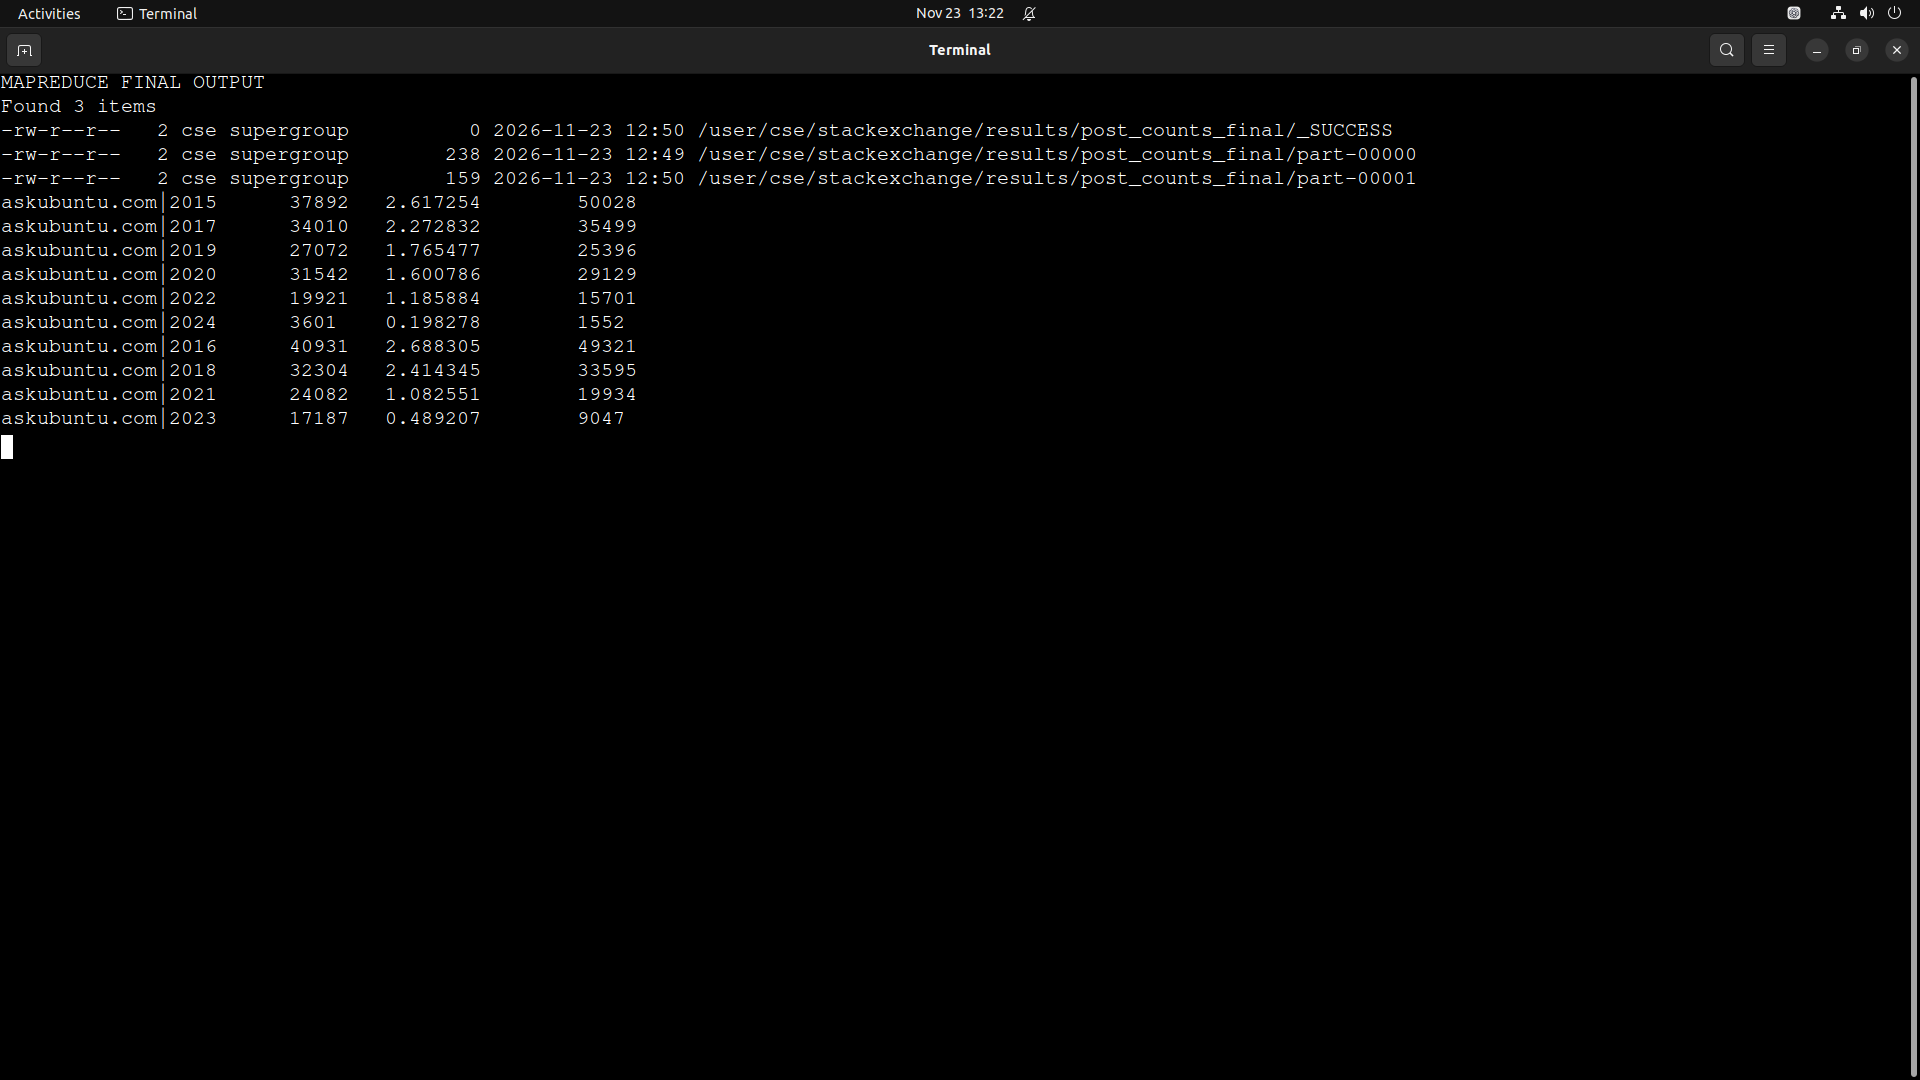 Activities Terminal Nov 23 13:22
Terminal
MAPREDUCE FINAL OUTPUT
Found 3 items
-rw-r--r--   2 cse supergroup          0 2026-11-23 12:50 /user/cse/stackexchange/results/post_counts_final/_SUCCESS
-rw-r--r--   2 cse supergroup        238 2026-11-23 12:49 /user/cse/stackexchange/results/post_counts_final/part-00000
-rw-r--r--   2 cse supergroup        159 2026-11-23 12:50 /user/cse/stackexchange/results/post_counts_final/part-00001
askubuntu.com|2015      37892   2.617254        50028
askubuntu.com|2017      34010   2.272832        35499
askubuntu.com|2019      27072   1.765477        25396
askubuntu.com|2020      31542   1.600786        29129
askubuntu.com|2022      19921   1.185884        15701
askubuntu.com|2024      3601    0.198278        1552
askubuntu.com|2016      40931   2.688305        49321
askubuntu.com|2018      32304   2.414345        33595
askubuntu.com|2021      24082   1.082551        19934
askubuntu.com|2023      17187   0.489207        9047